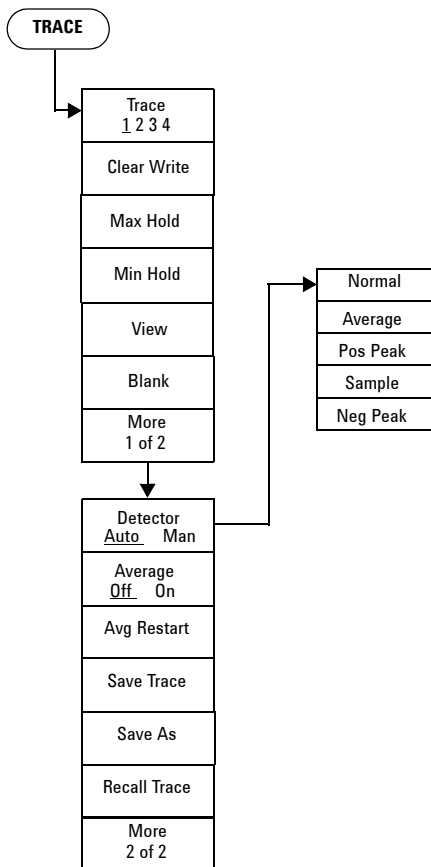 TRACE
Trace
1 2 3 4
Clear Write
Max Hold
Min Hold
View
Blank
More
1 of 2
Normal
Average
Pos Peak
Sample
Neg Peak
Detector
Auto Man
Average
Off On
Avg Restart
Save Trace
Save As
Recall Trace
More
2 of 2